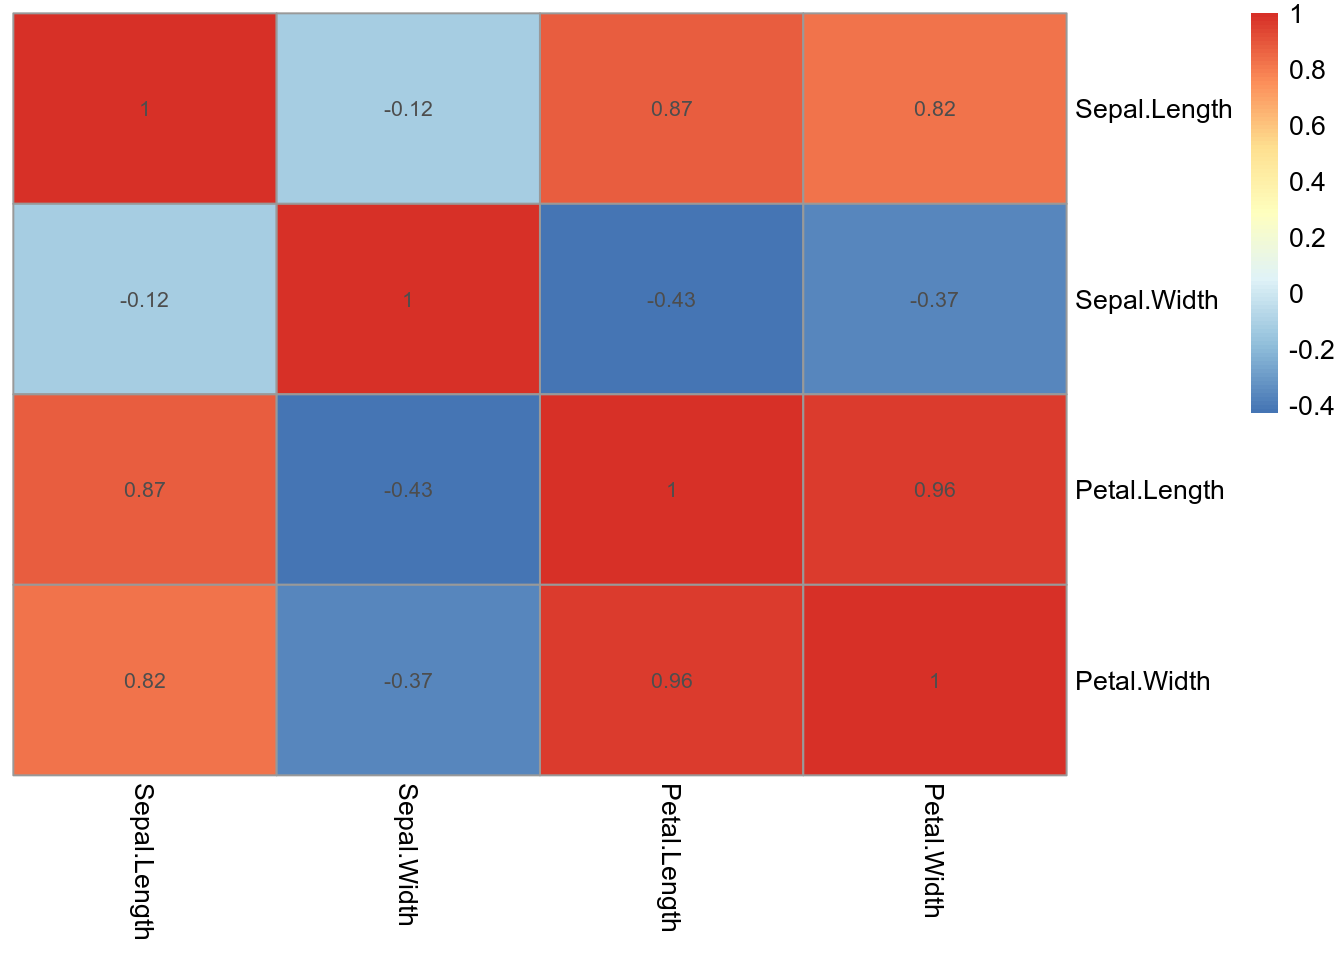 1 -0.12 0.87 0.82 Sepal.Length
-0.12 1 -0.43 -0.37 Sepal.Width
0.87 -0.43 1 0.96 Petal.Length
0.82 -0.37 0.96 1 Petal.Width
Sepal.Length
Sepal.Width
Petal.Length
Petal.Width
1
0.8
0.6
0.4
0.2
0
-0.2
-0.4